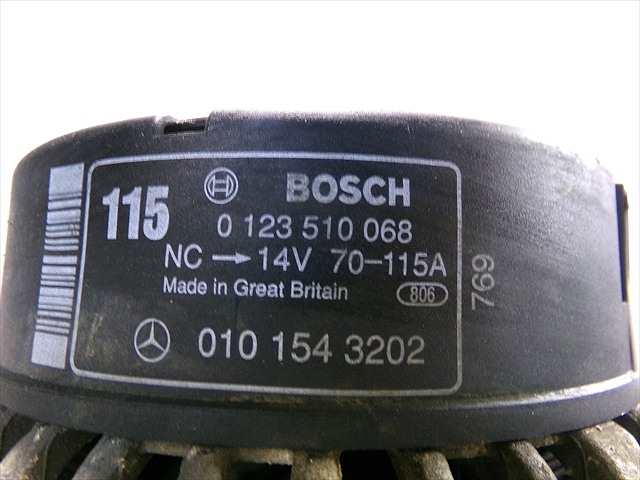 115 BOSCH
0 123 510 068
NC → 14V 70-115A
Made in Great Britain 806
010 154 3202
769